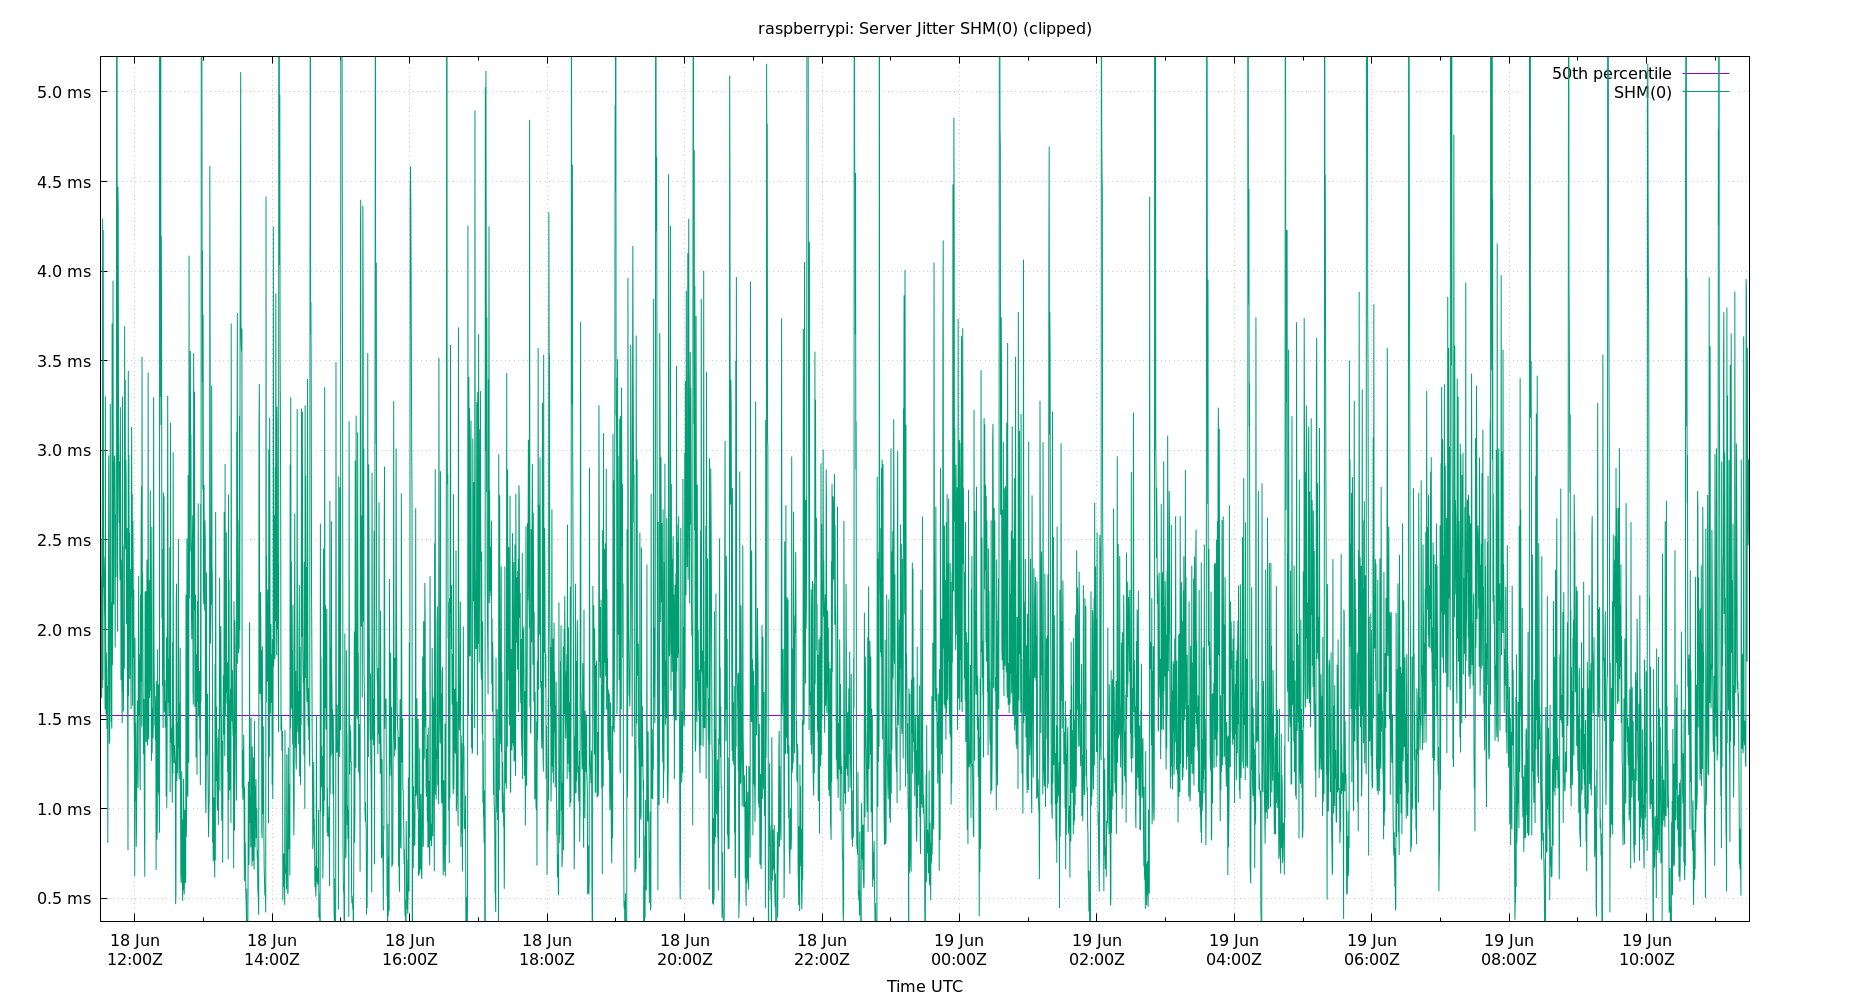 raspberrypi: Server Jitter SHM(0) (clipped)
50th percentile
SHM(0)
5.0 ms
4.5 ms
4.0 ms
3.5 ms
3.0 ms
2.5 ms
2.0 ms
1.5 ms
1.0 ms
0.5 ms
18 Jun 18 Jun 18 Jun 18 Jun 18 Jun 18 Jun 19 Jun 19 Jun 19 Jun 19 Jun 19 Jun 19 Jun
12:00Z 14:00Z 16:00Z 18:00Z 20:00Z 22:00Z 00:00Z 02:00Z 04:00Z 06:00Z 08:00Z 10:00Z
Time UTC